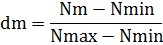 dm = (Nm − Nmin) / (Nmax − Nmin)